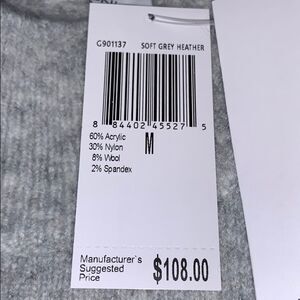 G901137 SOFT GREY HEATHER
8 84402 45527 5
60% Acrylic
30% Nylon
8% Wool
2% Spandex
M
Manufacturer's
Suggested
Price
$108.00